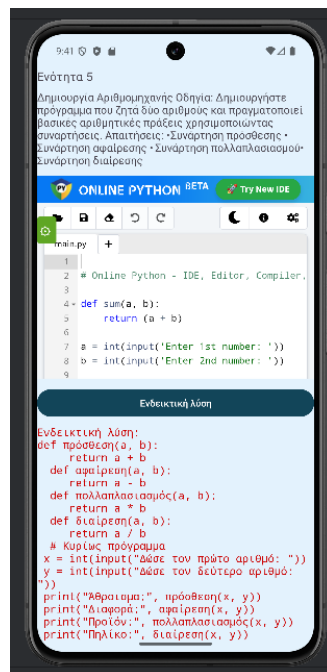 9:41
Ενότητα 5
Δημιουργία Αριθμομηχανής Οδηγία: Δημιουργήστε
πρόγραμμα που ζητά δύο αριθμούς και πραγματοποιεί
βασικες αριθμητικές πράξεις χρησιμοποιώντας
συναρτήσεις. Απαιτήσεις: •Συναρτηση πρόσθεσης •
Συνάρτηση αφαίρεσης • Συνάρτηση πολλαπλασιασμού•
Συνάρτηση διαίρεσης
ONLINE PYTHON BETA Try New IDE
main.py +
1
2 # Online Python - IDE, Editor, Compiler,
3
4 def sum(a, b):
5 return (a + b)
6
7 a = int(input('Enter 1st number: '))
8 b = int(input('Enter 2nd number: '))
9
Ενδεικτική λύση
Ενδεικτική λύση:
def πρόσθεση(a, b):
return a + b
def αφαίρεση(a, b):
return a - b
def πολλαπλασιασμός(a, b):
return a * b
def διαίρεση(a, b):
return a / b
# Κυρίως πρόγραμμα
x = int(input("Δώσε τον πρώτο αριθμό: "))
y = int(input("Δώσε τον δεύτερο αριθμό:
"))
print("Άθροισμα:", πρόσθεση(x, y))
print("Διαφορά:", αφαίρεση(x, y))
print("Προϊόν:", πολλαπλασιασμός(x, y))
print("Πηλίκο:", διαίρεση(x, y))